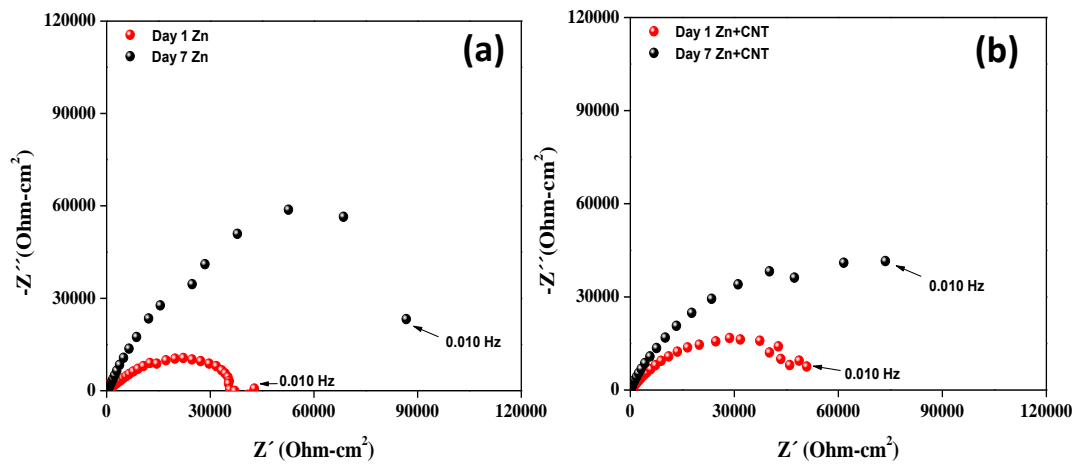 120000
90000
60000
30000
0
-Z´´(Ohm-cm²)
Day 1 Zn
Day 7 Zn
(a)
0.010 Hz
0.010 Hz
0 30000 60000 90000 120000
Z´ (Ohm-cm²)
120000
90000
60000
30000
0
-Z´´(Ohm-cm²)
Day 1 Zn+CNT
Day 7 Zn+CNT
(b)
0.010 Hz
0.010 Hz
0 30000 60000 90000 120000
Z´ (Ohm-cm²)